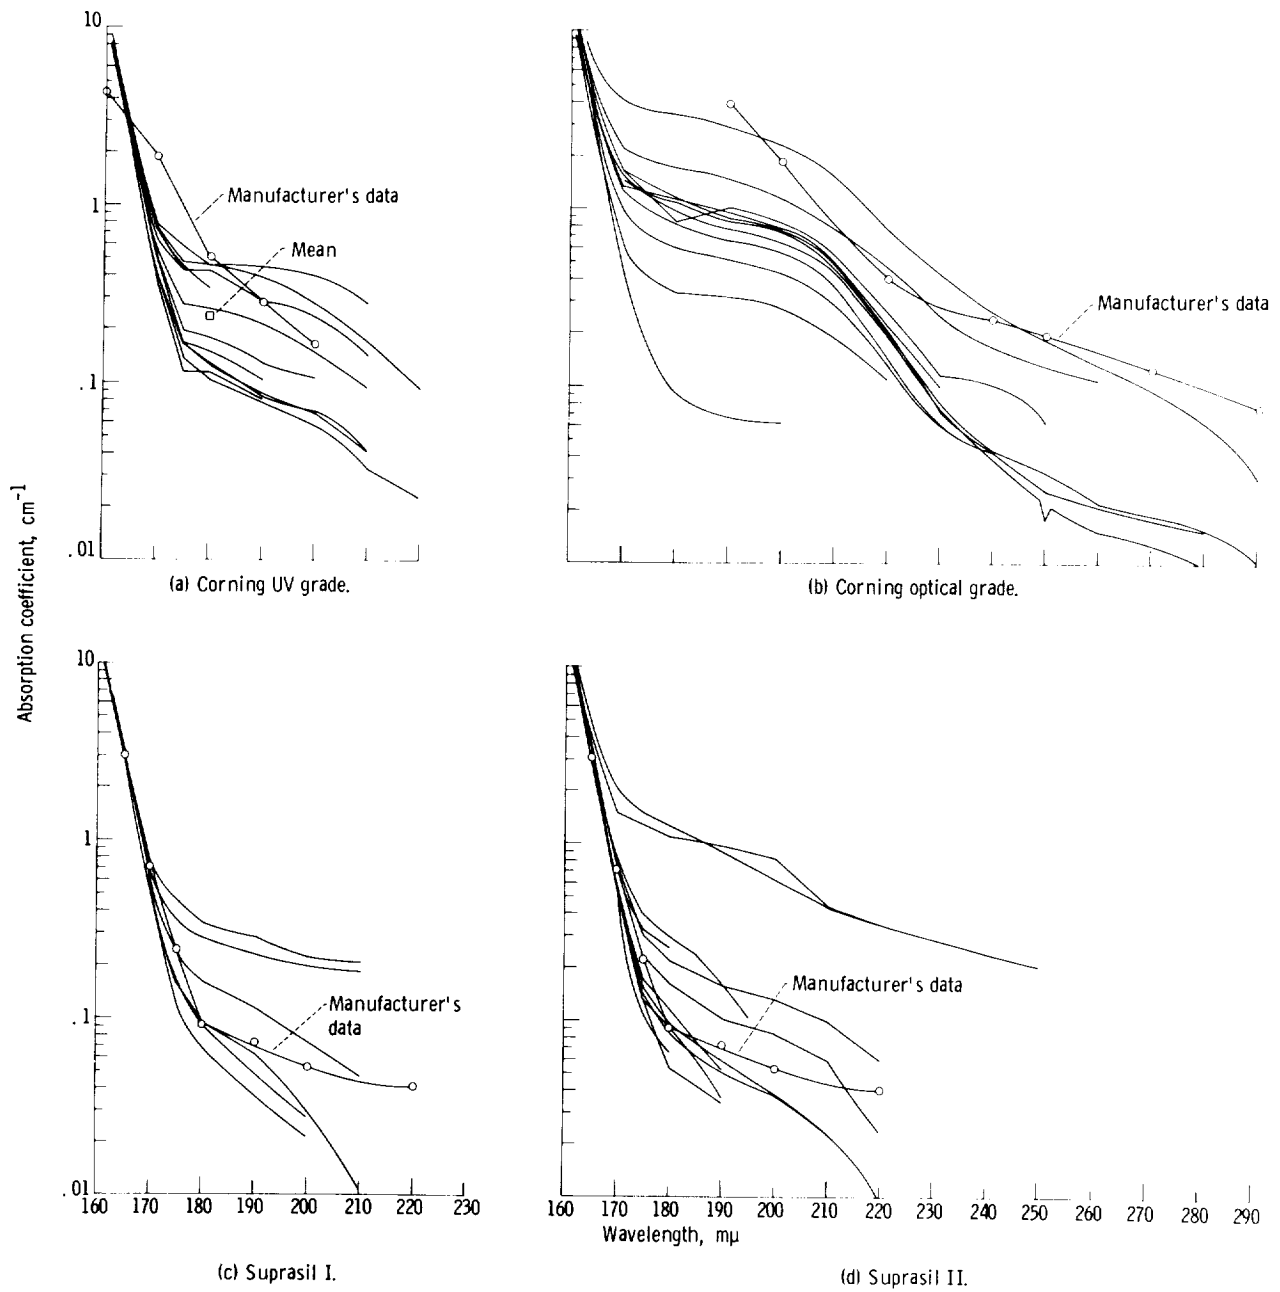 10
1
.1
.01
Manufacturer's data
Mean
Manufacturer's data
(a) Corning UV grade.
(b) Corning optical grade.
Absorption coefficient, cm⁻¹
10
1
.1
.01
Manufacturer's
data
Manufacturer's data
160 170 180 190 200 210 220 230
160 170 180 190 200 210 220 230 240 250 260 270 280 290
Wavelength, mμ
(c) Suprasil I.
(d) Suprasil II.